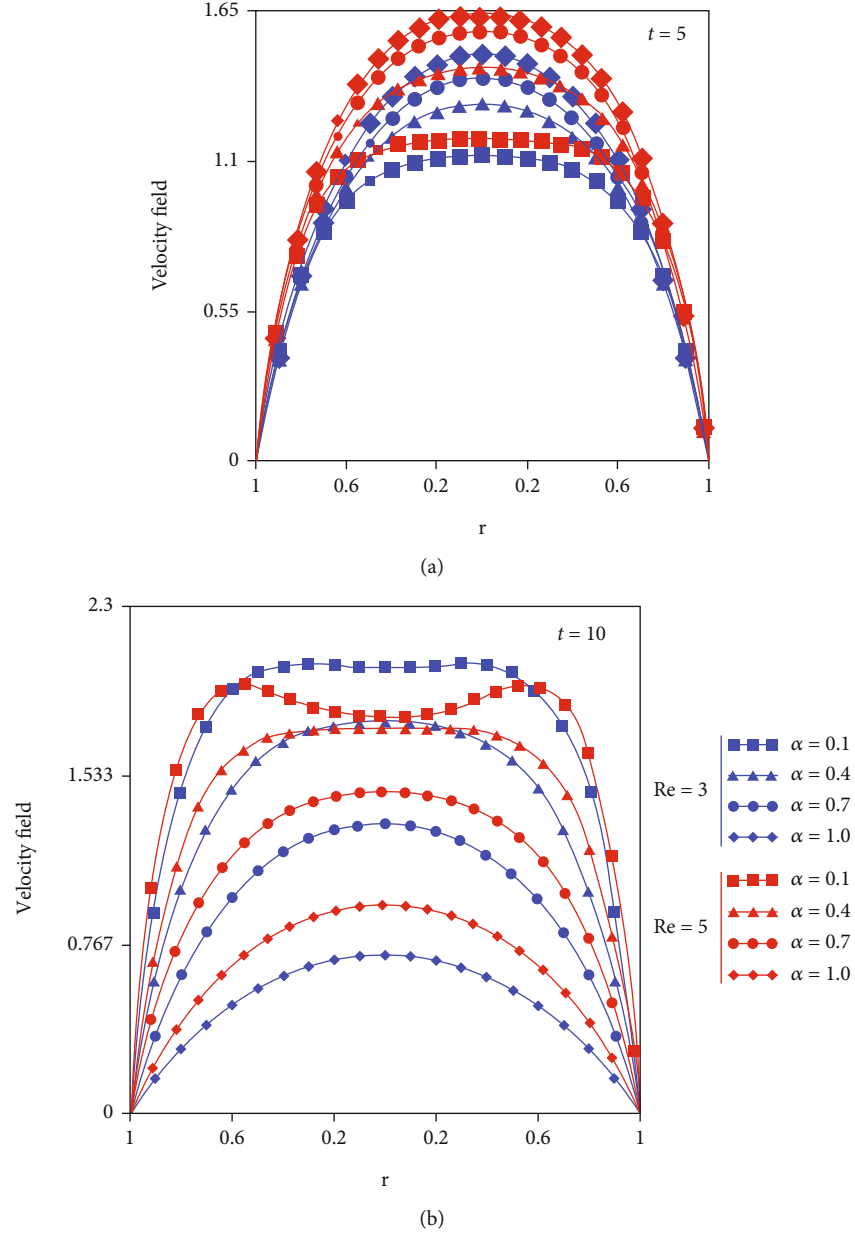 1.65
t = 5
1.1
Velocity field
0.55
0
1 0.6 0.2 0.2 0.6 1
r
(a)
2.3
t = 10
1.533
Velocity field
0.767
0
1 0.6 0.2 0.2 0.6 1
r
(b)
Re = 3
α = 0.1
α = 0.4
α = 0.7
α = 1.0
Re = 5
α = 0.1
α = 0.4
α = 0.7
α = 1.0